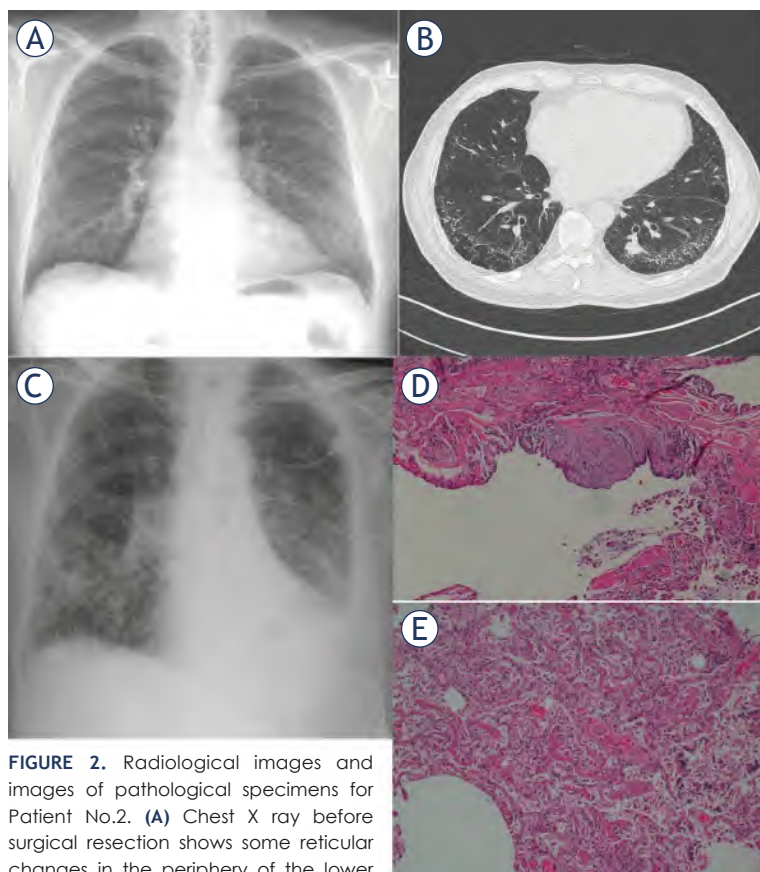 A
B
C
D
FIGURE 2. Radiological images and
images of pathological specimens for
Patient No.2. (A) Chest X ray before
surgical resection shows some reticular
changes in the periphery of the lower
E